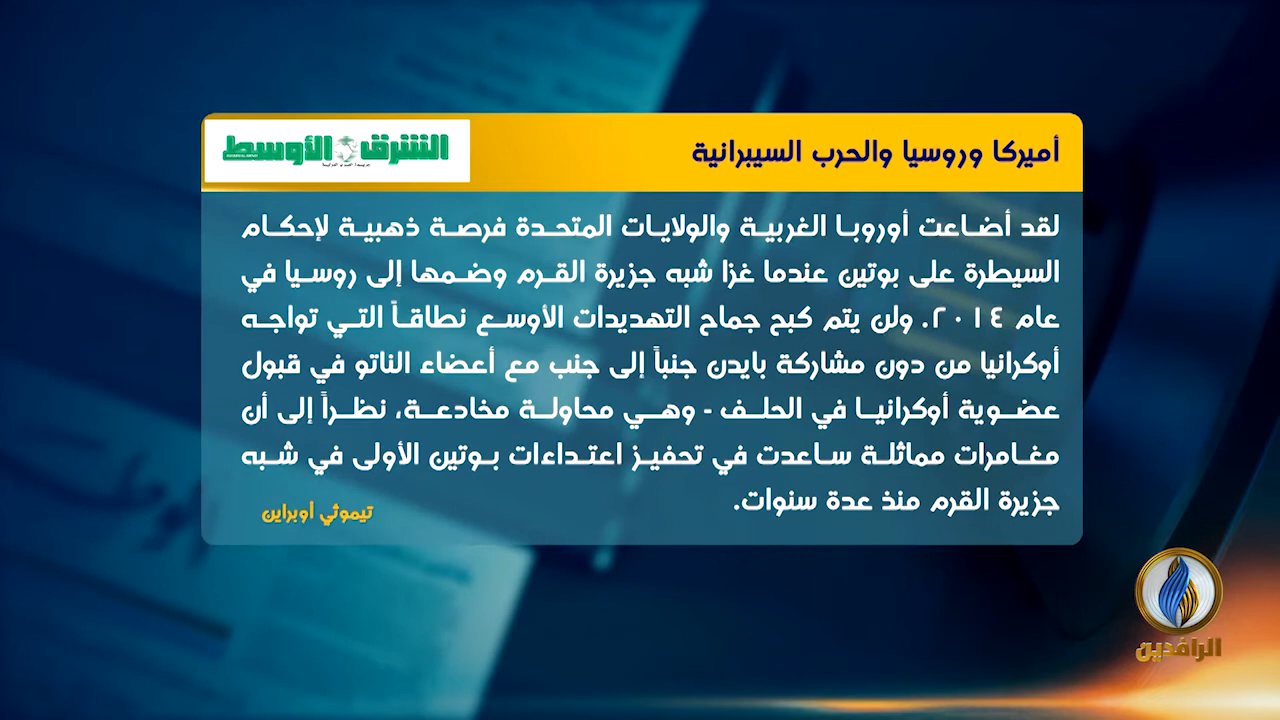 أميركا وروسيا والحرب السيبرانية
الشرق الأوسط
لقد أضاعت أوروبا الغربية والولايات المتحدة فرصة ذهبية لإحكام
السيطرة على بوتين عندما غزا شبه جزيرة القرم وضمها إلى روسيا في
عام ٢٠١٤. ولن يتم كبح جماح التهديدات الأوسع نطاقاً التي تواجه
أوكرانيا من دون مشاركة بايدن جنباً إلى جنب مع أعضاء الناتو في قبول
عضوية أوكرانيا في الحلف - وهي محاولة مخادعة، نظراً إلى أن
مغامرات مماثلة ساعدت في تحفيز اعتداءات بوتين الأولى في شبه
جزيرة القرم منذ عدة سنوات.
تيموثي أوبراين
الرافدين